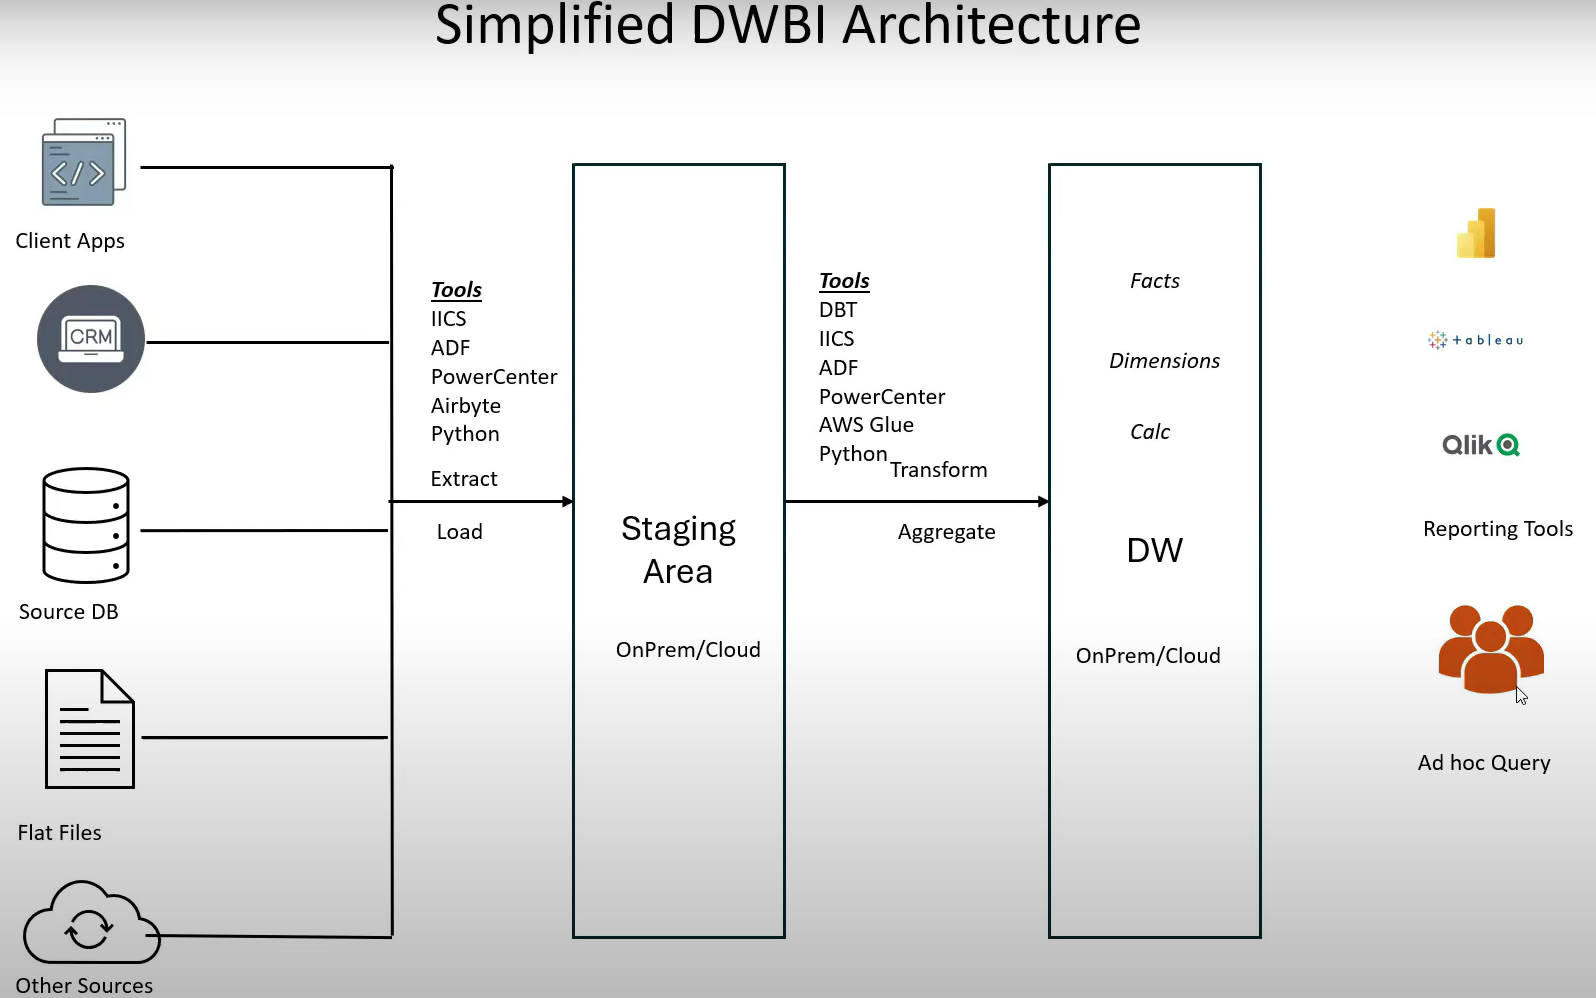 Simplified DWBI Architecture
</>
Client Apps
CRM
Source DB
Flat Files
Other Sources
Tools
IICS
ADF
PowerCenter
Airbyte
Python
Extract
Load
Staging
Area
OnPrem/Cloud
Tools
DBT
IICS
ADF
PowerCenter
AWS Glue
Python
Transform
Aggregate
Facts
Dimensions
Calc
DW
OnPrem/Cloud
+ableau
Qlik
Reporting Tools
Ad hoc Query